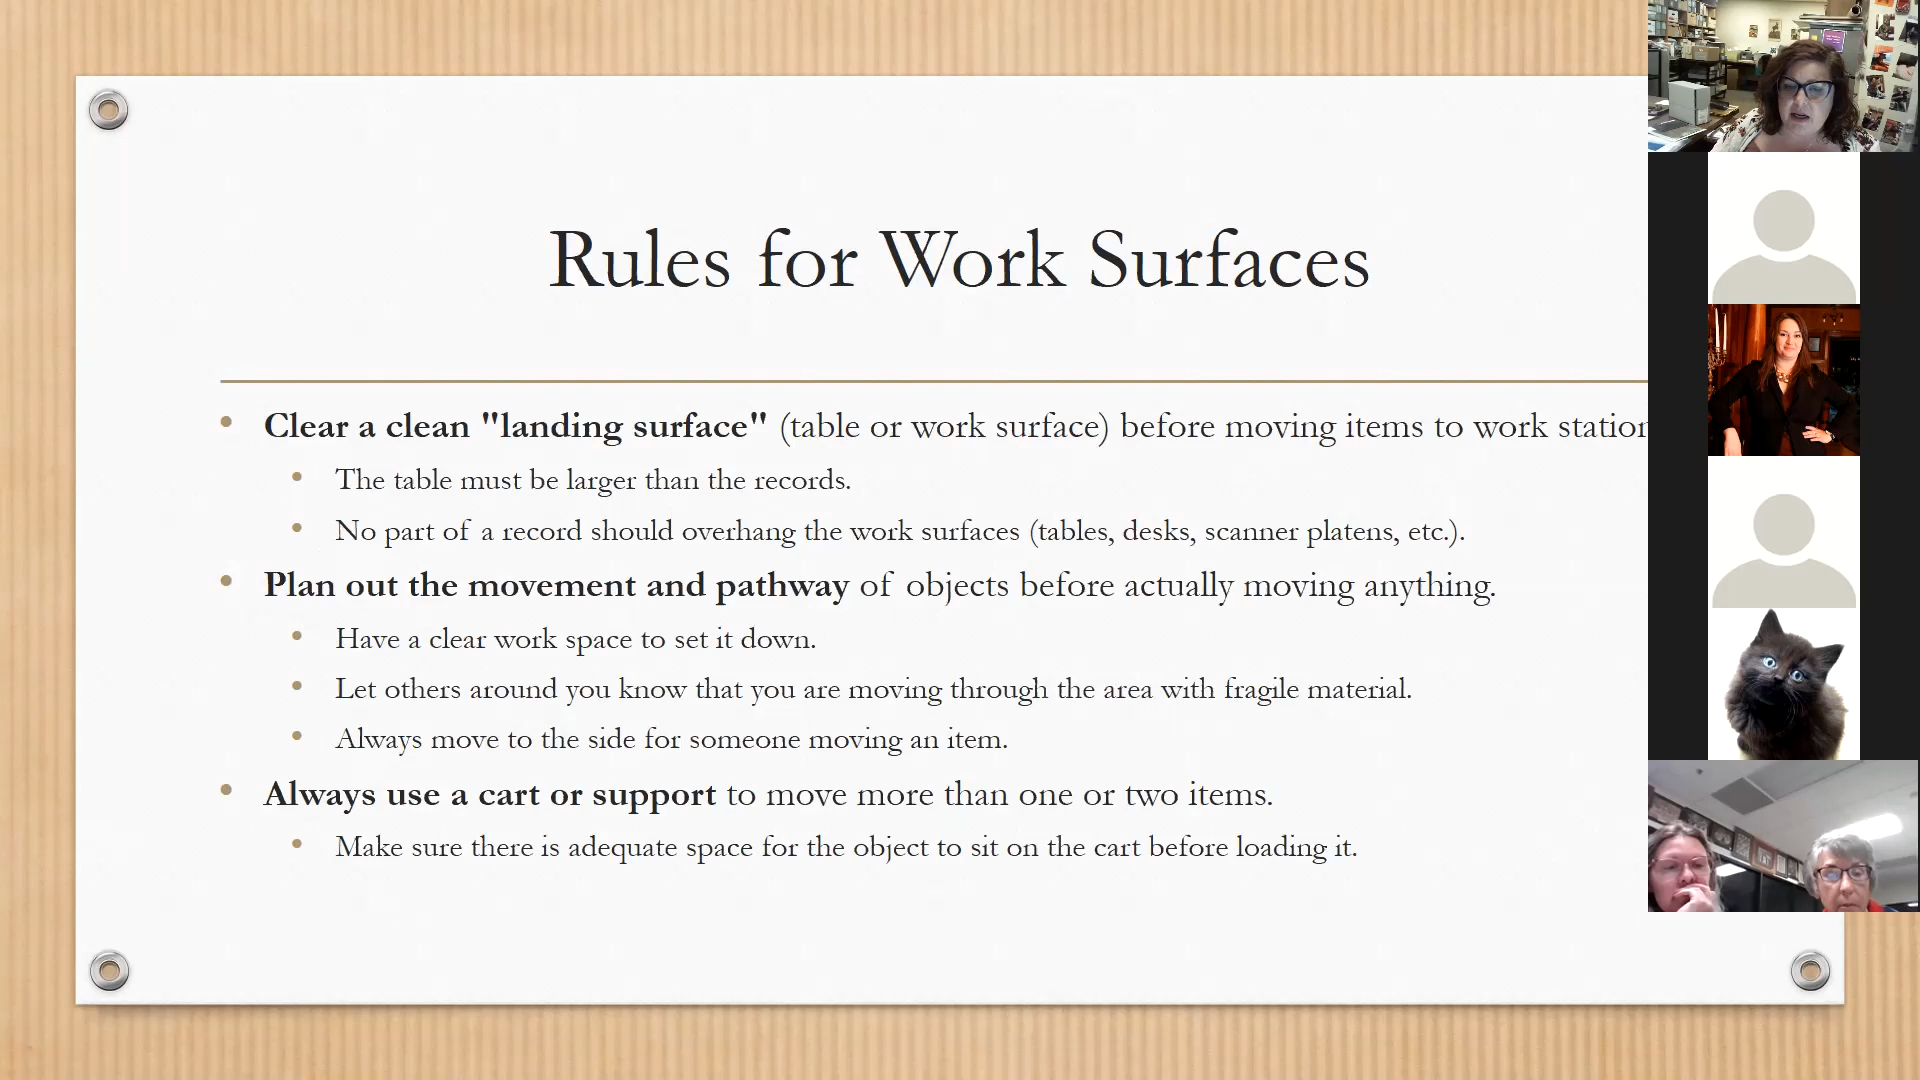 Rules for Work Surfaces
Clear a clean "landing surface" (table or work surface) before moving items to work station
The table must be larger than the records.
No part of a record should overhang the work surfaces (tables, desks, scanner platens, etc.).
Plan out the movement and pathway of objects before actually moving anything.
Have a clear work space to set it down.
Let others around you know that you are moving through the area with fragile material.
Always move to the side for someone moving an item.
Always use a cart or support to move more than one or two items.
Make sure there is adequate space for the object to sit on the cart before loading it.